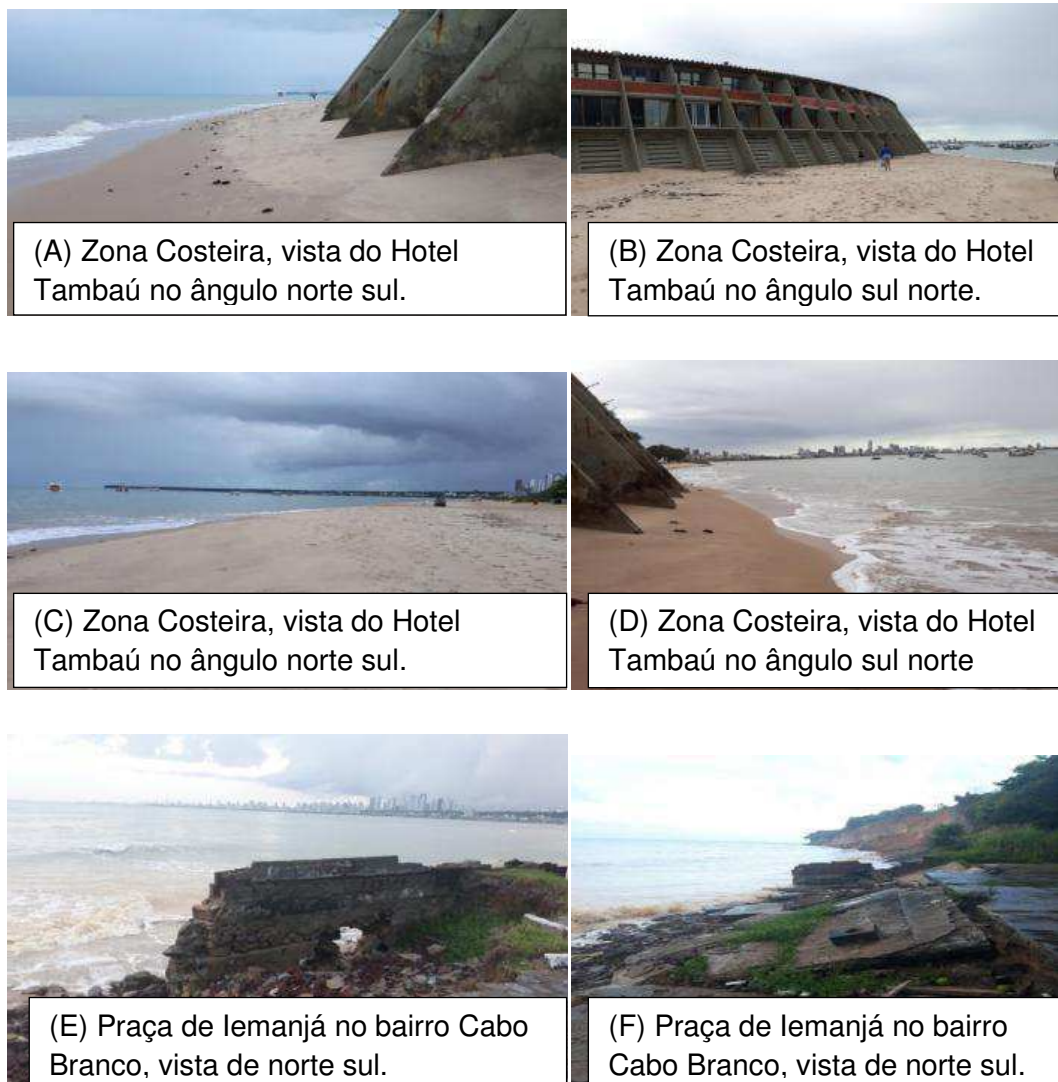 (A) Zona Costeira, vista do Hotel
Tambaú no ângulo norte sul.
(B) Zona Costeira, vista do Hotel
Tambaú no ângulo sul norte.
(C) Zona Costeira, vista do Hotel
Tambaú no ângulo norte sul.
(D) Zona Costeira, vista do Hotel
Tambaú no ângulo sul norte
(E) Praça de Iemanjá no bairro Cabo
Branco, vista de norte sul.
(F) Praça de Iemanjá no bairro
Cabo Branco, vista de norte sul.